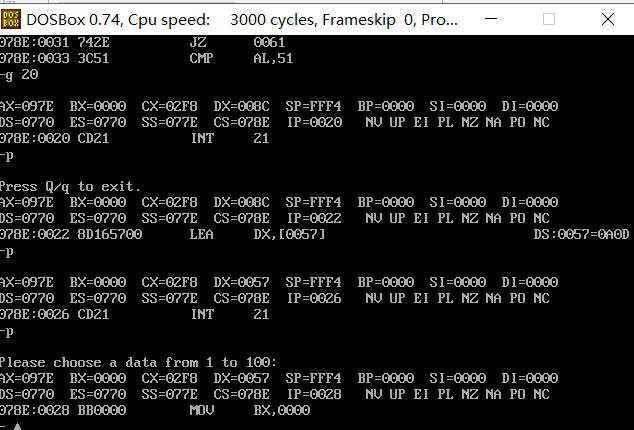 DOSBox 0.74, Cpu speed: 3000 cycles, Frameskip 0, Pro...
078E:0031 742E JZ 0061
078E:0033 3C51 CMP AL,51
-g 20
AX=097E BX=0000 CX=02F8 DX=008C SP=FFF4 BP=0000 SI=0000 DI=0000
DS=0770 ES=0770 SS=077E CS=078E IP=0020 NV UP EI PL NZ NA PO NC
078E:0020 CD21 INT 21
-p
Press Q/q to exit.
AX=097E BX=0000 CX=02F8 DX=008C SP=FFF4 BP=0000 SI=0000 DI=0000
DS=0770 ES=0770 SS=077E CS=078E IP=0022 NV UP EI PL NZ NA PO NC
078E:0022 8D165700 LEA DX,[0057] DS:0057=0A0D
-p
AX=097E BX=0000 CX=02F8 DX=0057 SP=FFF4 BP=0000 SI=0000 DI=0000
DS=0770 ES=0770 SS=077E CS=078E IP=0026 NV UP EI PL NZ NA PO NC
078E:0026 CD21 INT 21
-p
Please choose a data from 1 to 100:
AX=097E BX=0000 CX=02F8 DX=0057 SP=FFF4 BP=0000 SI=0000 DI=0000
DS=0770 ES=0770 SS=077E CS=078E IP=0028 NV UP EI PL NZ NA PO NC
078E:0028 BB0000 MOV BX,0000
-